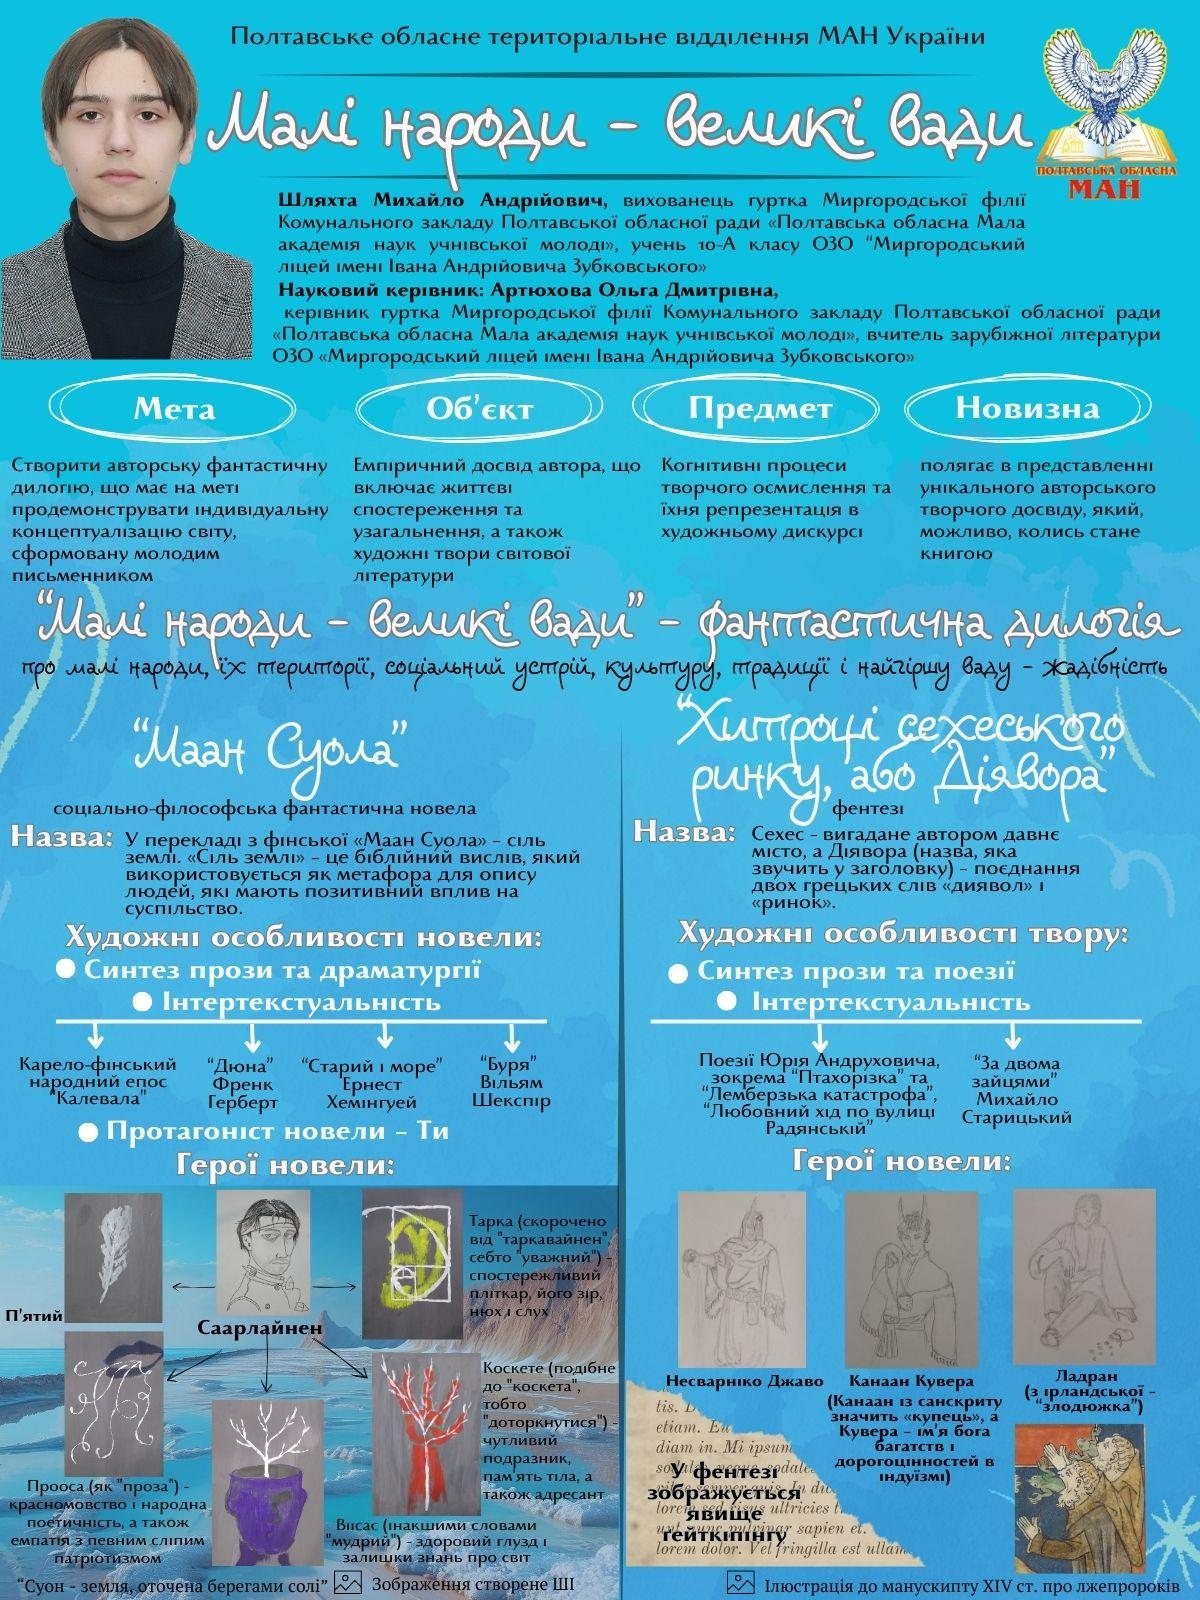 Полтавське обласне територіальне відділення МАН України
Малі народи - великі вади
ПОЛТАВСЬКА ОБЛАСНА
МАН
Шляхта Михайло Андрійович, вихованець гуртка Миргородської філії
Комунального закладу Полтавської обласної ради «Полтавська обласна Мала
академія наук учнівської молоді», учень 10-А класу ОЗО “Миргородський
ліцей імені Івана Андрійовича Зубковського»
Науковий керівник: Артюхова Ольга Дмитрівна,
керівник гуртка Миргородської філії Комунального закладу Полтавської обласної ради
«Полтавська обласна Мала академія наук учнівської молоді», вчитель зарубіжної літератури
ОЗО «Миргородський ліцей імені Івана Андрійовича Зубковського»
Мета
Створити авторську фантастичну
дилогію, що має на меті
продемонструвати індивідуальну
концептуалізацію світу,
сформовану молодим
письменником
Об'єкт
Емпіричний досвід автора, що
включає життєві
спостереження та
узагальнення, а також
художні твори світової
літератури
Предмет
Когнітивні процеси
творчого осмислення та
їхня репрезентація в
художньому дискурсі
Новизна
полягає в представленні
унікального авторського
творчого досвіду, який,
можливо, колись стане
книгою
“Малі народи - великі вади” - фантастична дилогія
про малі народи, їх території, соціальний устрій, культуру, традиції і найгіршу ваду - жадібність
“Маан Суола”
соціально-філософська фантастична новела
Назва:
У перекладі з фінської «Маан Суола» - сіль
землі. «Сіль землі» - це біблійний вислів, який
використовується як метафора для опису
людей, які мають позитивний вплив на
суспільство.
Художні особливості новели:
Синтез прози та драматургії
Інтертекстуальність
Карело-фінський
народний епос
"Калевала"
“Дюна”
Френк
Герберт
“Старий і море”
Ернест
Хемінгуей
“Буря”
Вільям
Шекспір
Протагоніст новели – Ти
Герої новели:
П'ятий
Саарлайнен
Тарка (скорочено
від "таркавайнен",
себто "уважний") -
спостережливий
пліткар, його зір,
нюх і слух
Коскете (подібне
до "коскета",
тобто
"доторкнутися") -
чутливий
подразник,
пам'ять тіла, а
також адресант
Прооса (як "проза") -
красномовство і народна
поетичність, а також
емпатія з певним сліпим
патріотизмом
Віісас (інакшими словами
"мудрий") - здоровий глузд і
залишки знань про світ
“Суон - земля, оточена берегами солі”
Зображення створене ШІ
“Хитрощі сехеського
ринку, або Діявора”
фентезі
Назва:
Сехес - вигадане автором давнє
місто, а Діявора (назва, яка
звучить у заголовку) - поєднання
двох грецьких слів «диявол» і
«ринок».
Художні особливості твору:
Синтез прози та поезії
Інтертекстуальність
Поезії Юрія Андруховича,
зокрема “Птахорізка” та
“Лемберзька катастрофа”,
“Любовний хід по вулиці
Радянській”
“За двома
зайцями”
Михайло
Старицький
Герої новели:
Несварніко Джаво
Канаан Кувера
(Канаан із санскриту
значить «купець», а
Кувера - ім'я бога
багатств і
дорогоцінностей в
індуїзмі)
Ладран
(з ірландської -
“злодюжка”)
tis.
etiam. Eu
diam in. Mi ipsum
У фентезі
зображується
явище
гейткіпінгу
lorem sed risus ultricies
pulvinar sapien et.
lorem dolor. Vel fringilla est ullam
Ілюстрація до манускипту XIV ст. про лжепророків